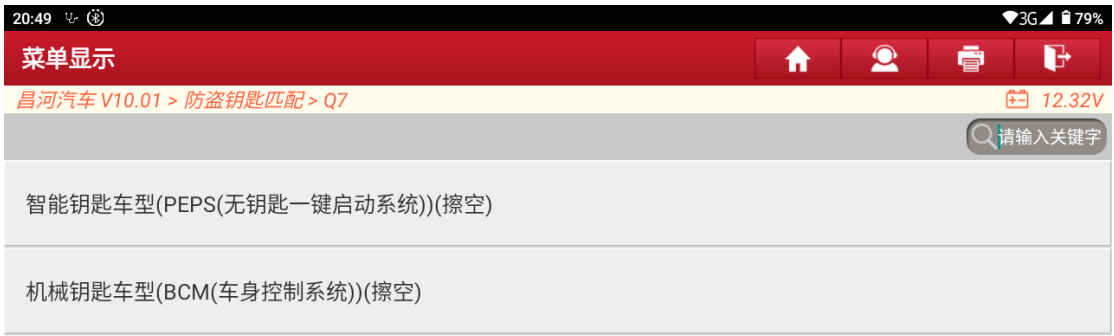 20:49 3G 79%
菜单显示
昌河汽车 V10.01 > 防盗钥匙匹配 > Q7 12.32V
请输入关键字
智能钥匙车型(PEPS(无钥匙一键启动系统))(擦空)
机械钥匙车型(BCM(车身控制系统))(擦空)